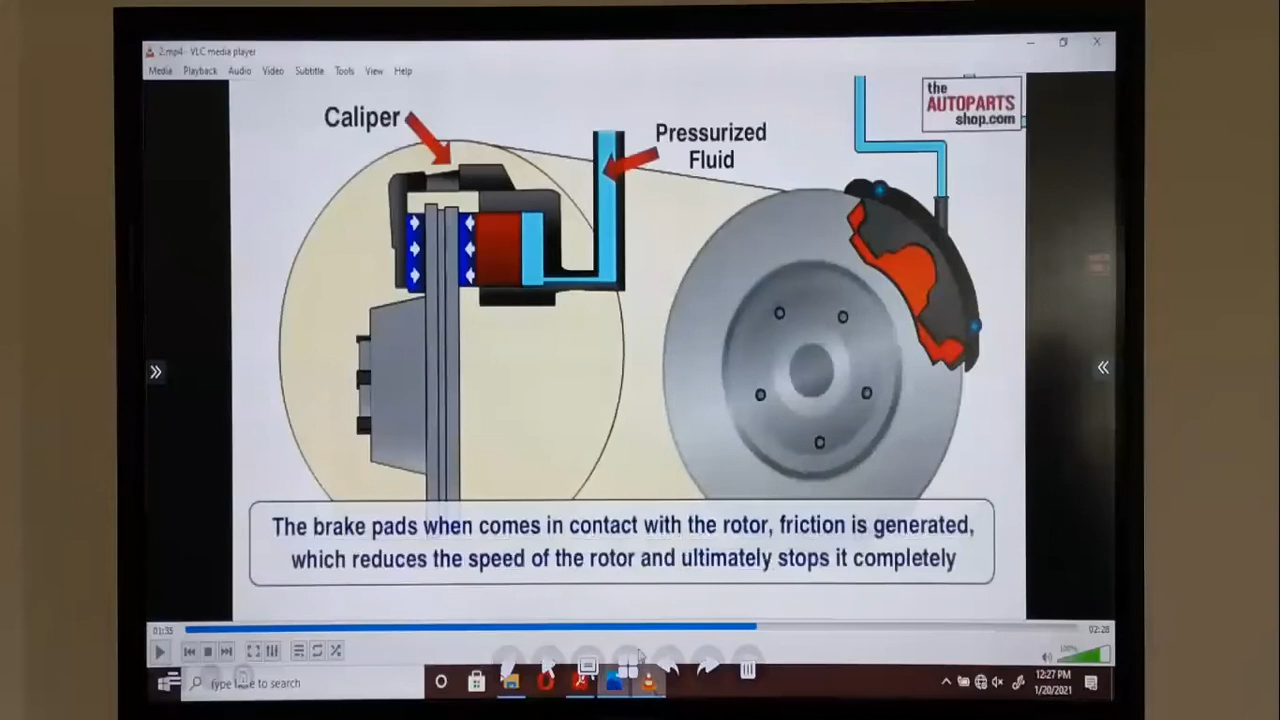 2.mp4 - VLC media player
Media Playback Audio Video Subtitle Tools View Help
the
AUTOPARTS
shop.com
Caliper
Pressurized
Fluid
The brake pads when comes in contact with the rotor, friction is generated,
which reduces the speed of the rotor and ultimately stops it completely
01:35
02:28
100%
Type here to search
12:27 PM
1/20/2021